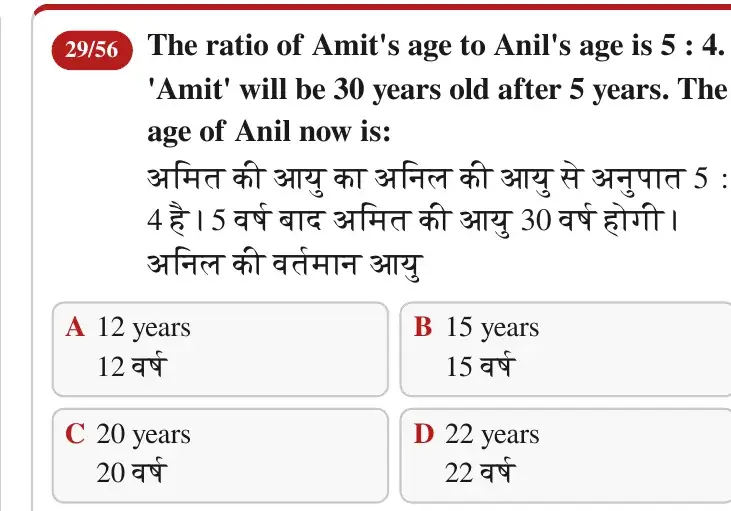 29/56 The ratio of Amit's age to Anil's age is 5 : 4.
'Amit' will be 30 years old after 5 years. The
age of Anil now is:
अमित की आयु का अनिल की आयु से अनुपात 5 :
4 है। 5 वर्ष बाद अमित की आयु 30 वर्ष होगी।
अनिल की वर्तमान आयु
A 12 years
12 वर्ष
B 15 years
15 वर्ष
C 20 years
20 वर्ष
D 22 years
22 वर्ष